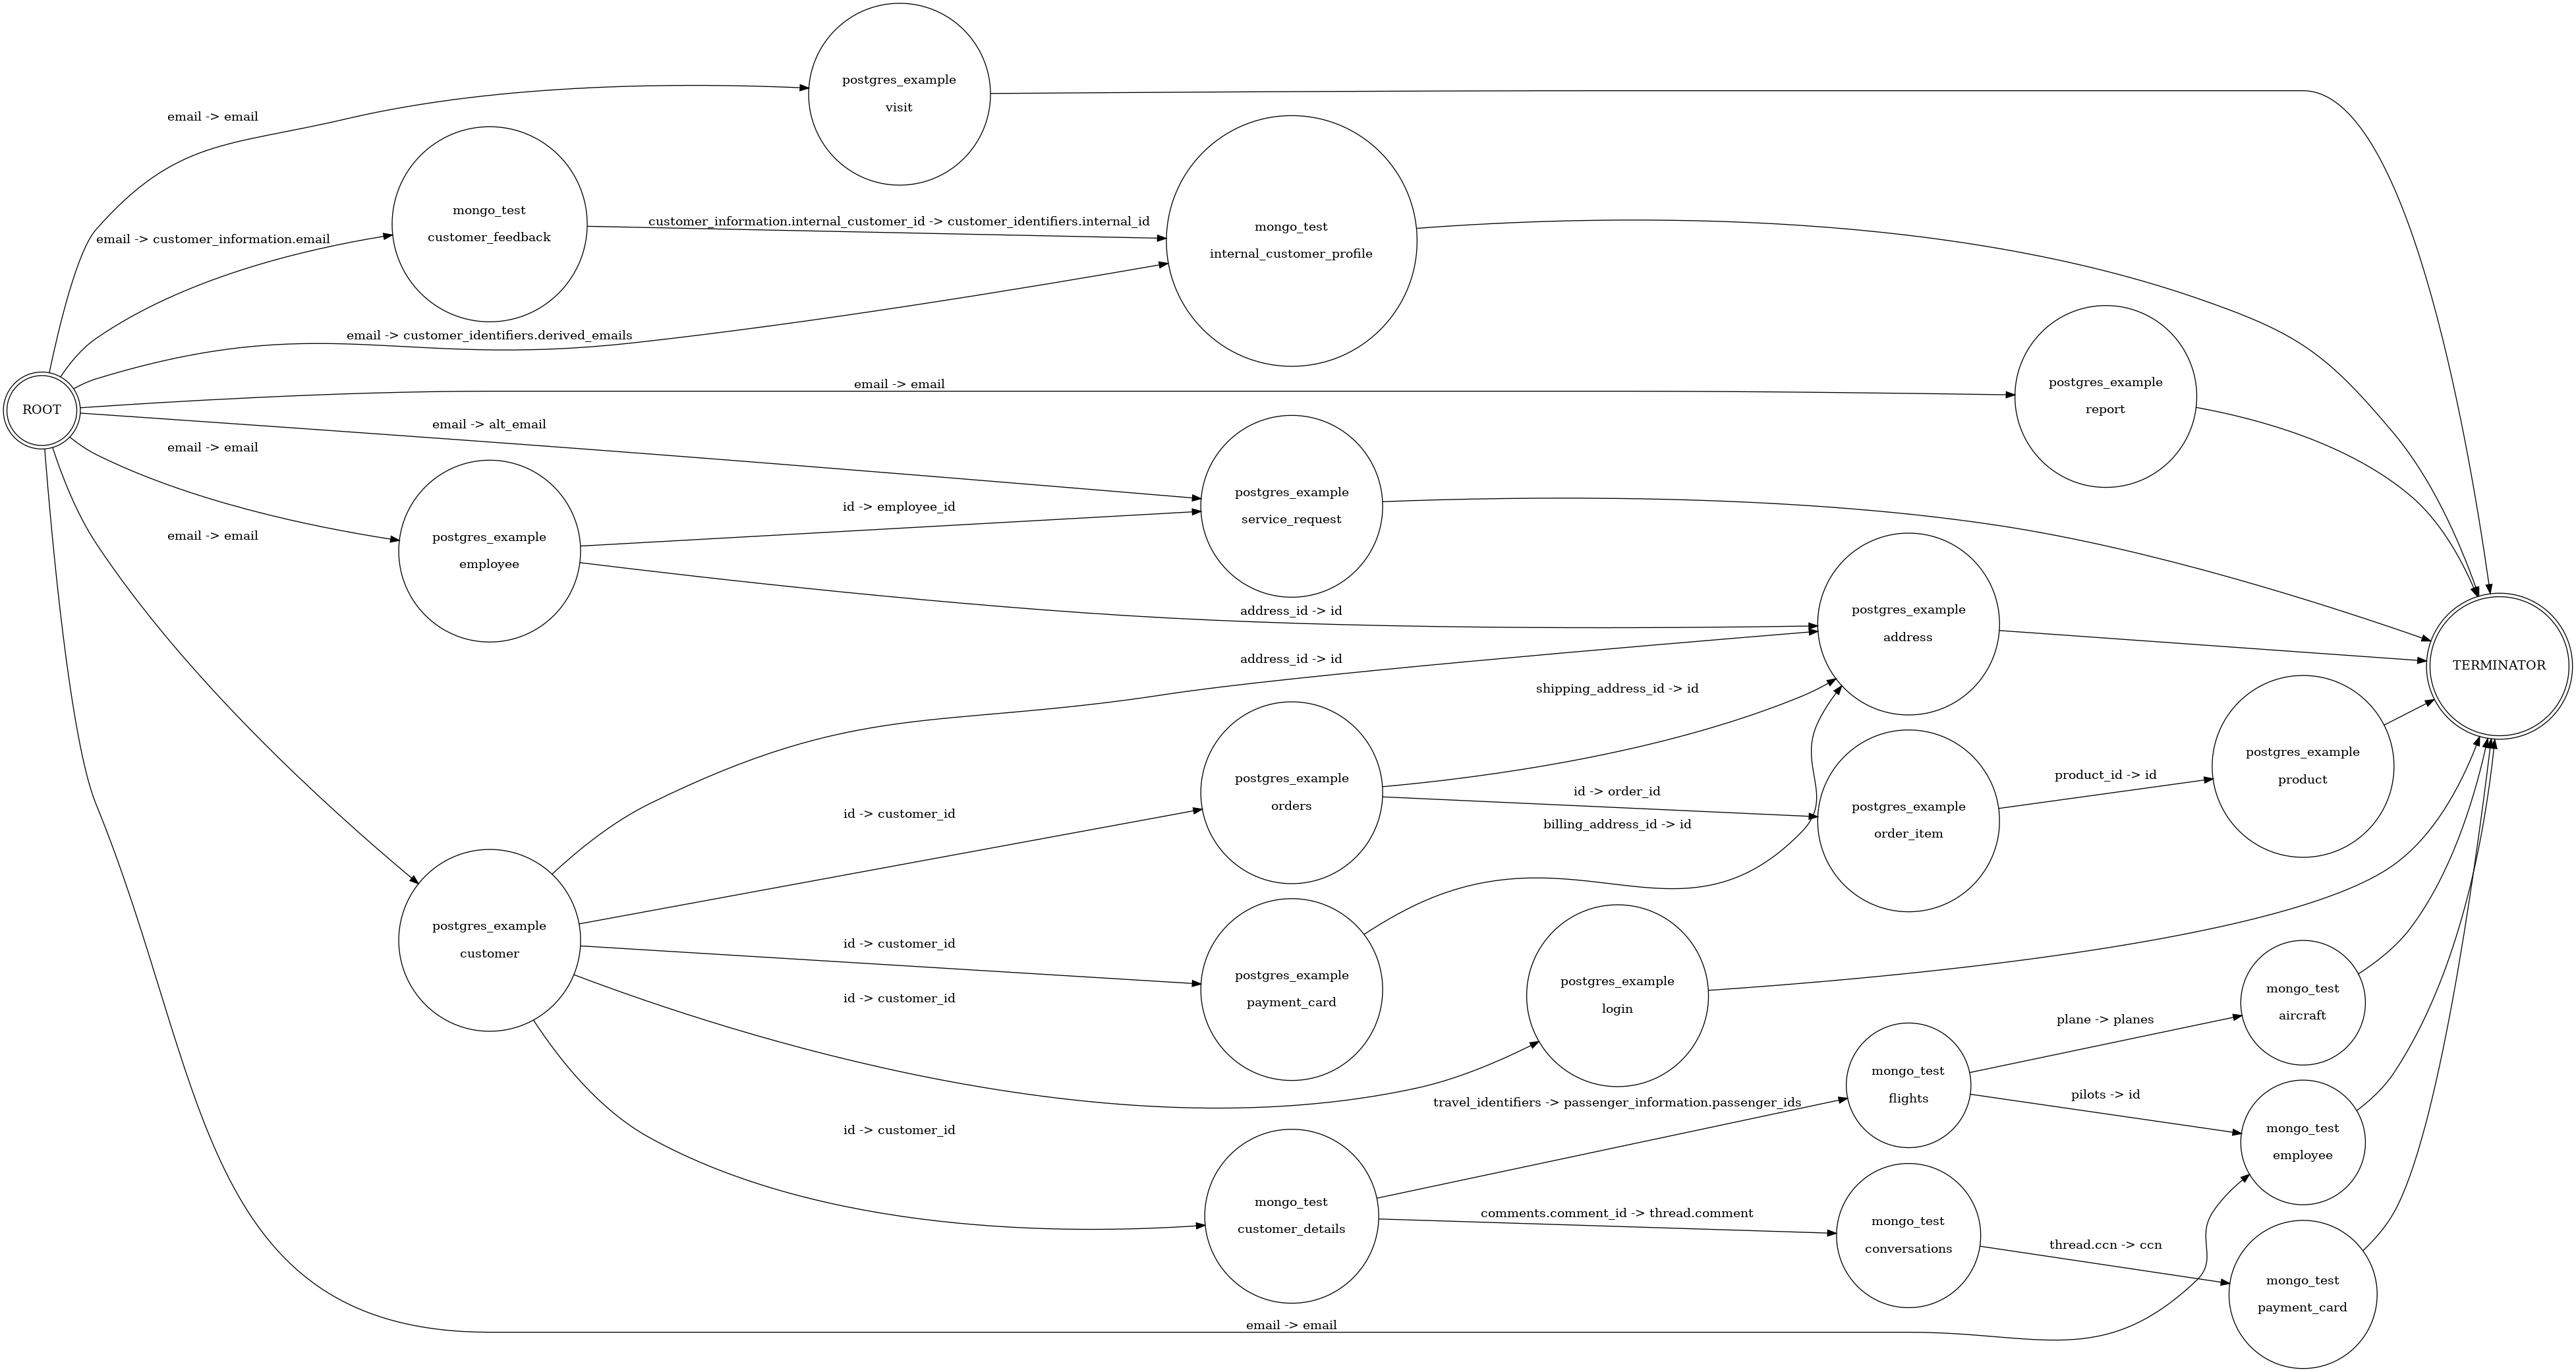 postgres_example
visit
email -> email
mongo_test
customer_feedback
customer_information.internal_customer_id -> customer_identifiers.internal_id
mongo_test
internal_customer_profile
email -> customer_information.email
email -> customer_identifiers.derived_emails
email -> email
postgres_example
report
ROOT
email -> alt_email
email -> email
postgres_example
service_request
id -> employee_id
email -> email
postgres_example
employee
address_id -> id
postgres_example
address
address_id -> id
TERMINATOR
shipping_address_id -> id
postgres_example
orders
id -> order_id
billing_address_id -> id
postgres_example
order_item
product_id -> id
postgres_example
product
id -> customer_id
postgres_example
customer
id -> customer_id
postgres_example
payment_card
id -> customer_id
postgres_example
login
mongo_test
aircraft
plane -> planes
mongo_test
flights
pilots -> id
travel_identifiers -> passenger_information.passenger_ids
id -> customer_id
mongo_test
employee
mongo_test
customer_details
comments.comment_id -> thread.comment
mongo_test
conversations
thread.ccn -> ccn
mongo_test
payment_card
email -> email